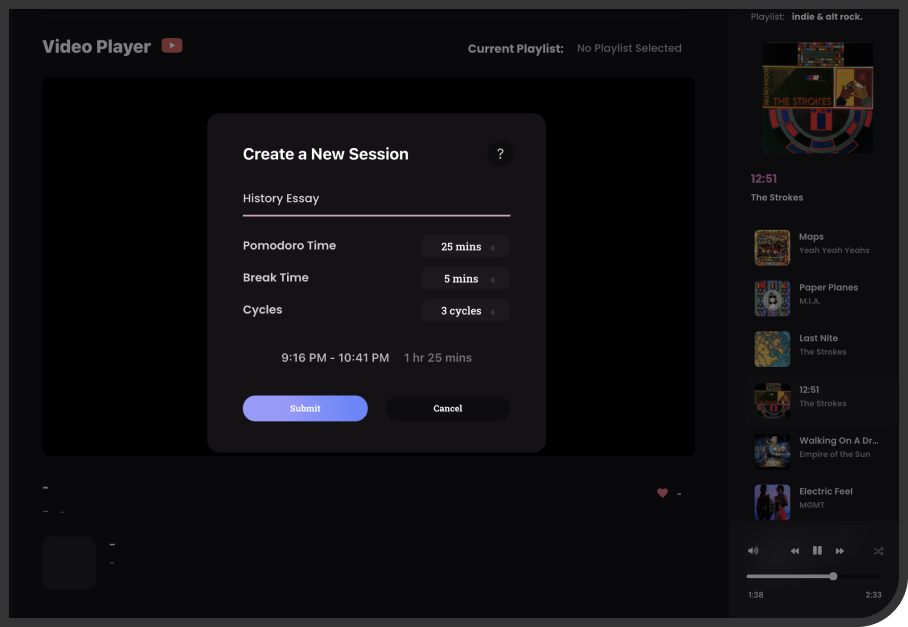 Playlist: indie & alt rock.
Video Player
Current Playlist: No Playlist Selected
THE STROKES
Create a New Session
?
History Essay
Pomodoro Time 25 mins
Break Time 5 mins
Cycles 3 cycles
9:16 PM - 10:41 PM 1 hr 25 mins
Submit Cancel
-
- -
-
-
-
12:51
The Strokes
Maps
Yeah Yeah Yeahs
Paper Planes
M.I.A.
Last Nite
The Strokes
12:51
The Strokes
Walking On A Dr...
Empire of the Sun
Electric Feel
MGMT
1:38 2:33